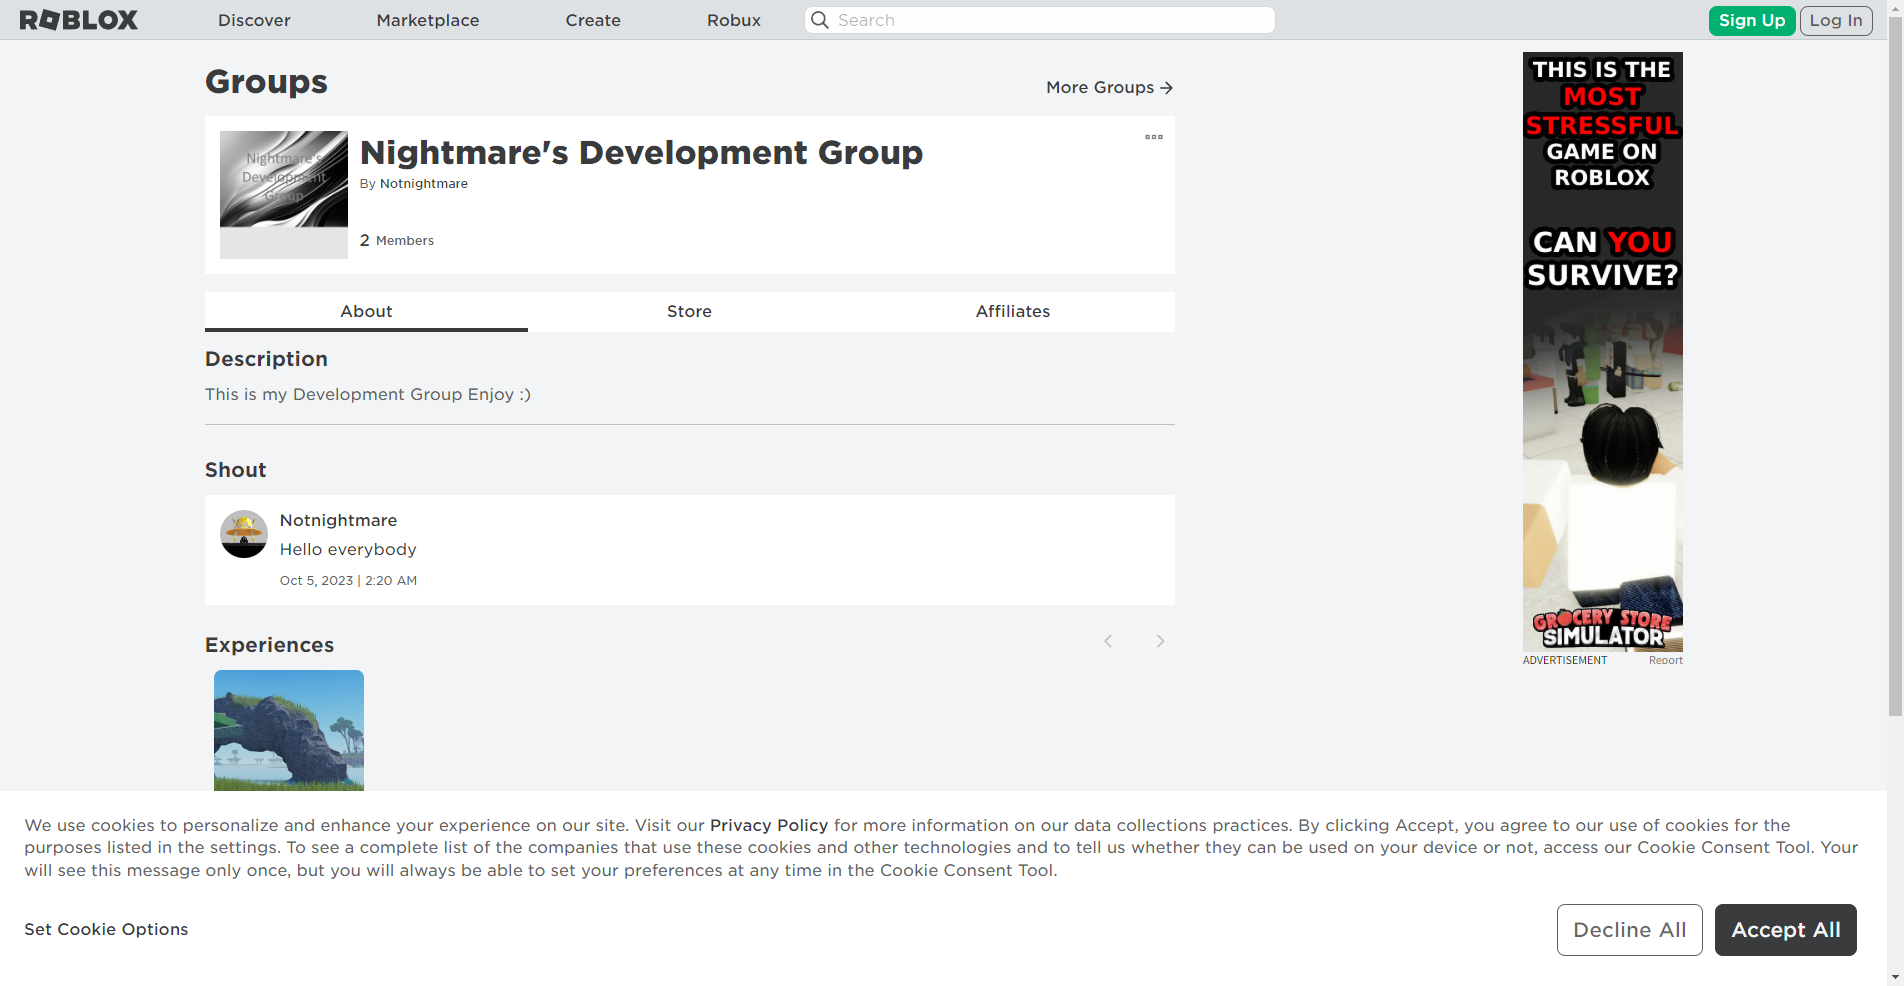 ROBLOX
Discover
Marketplace
Create
Robux
Search
Sign Up
Log In
Groups
More Groups
Nightmare's
Development
Group
Nightmare's Development Group
By Notnightmare
2 Members
About
Store
Affiliates
Description
This is my Development Group Enjoy :)
Shout
Notnightmare
Hello everybody
Oct 5, 2023 | 2:20 AM
Experiences
THIS IS THE
MOST
STRESSFUL
GAME ON
ROBLOX
CAN YOU
SURVIVE?
GROCERY STORE
SIMULATOR
ADVERTISEMENT
Report
We use cookies to personalize and enhance your experience on our site. Visit our Privacy Policy for more information on our data collections practices. By clicking Accept, you agree to our use of cookies for the
purposes listed in the settings. To see a complete list of the companies that use these cookies and other technologies and to tell us whether they can be used on your device or not, access our Cookie Consent Tool. Your
will see this message only once, but you will always be able to set your preferences at any time in the Cookie Consent Tool.
Set Cookie Options
Decline All
Accept All